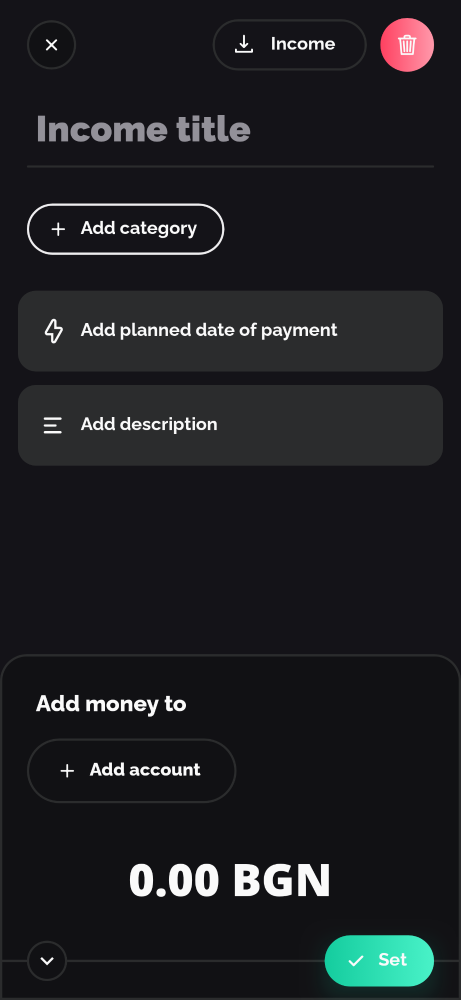 Income
Income title
Add category
Add planned date of payment
Add description
Add money to
Add account
0.00 BGN
Set